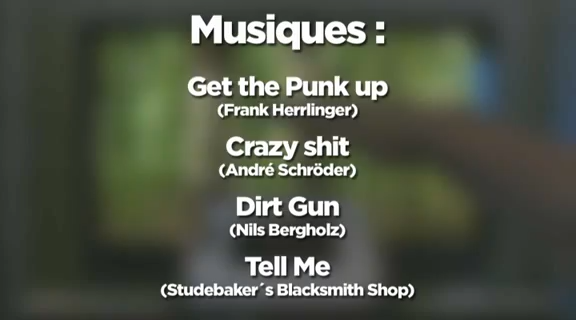 Musiques :
Get the Punk up
(Frank Herrlinger)
Crazy shit
(André Schröder)
Dirt Gun
(Nils Bergholz)
Tell Me
(Studebaker´s Blacksmith Shop)